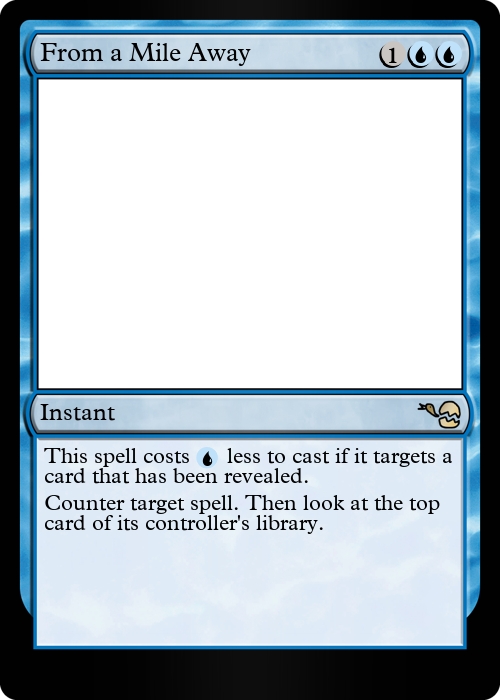 From a Mile Away 1
Instant
This spell costs less to cast if it targets a
card that has been revealed.
Counter target spell. Then look at the top
card of its controller's library.